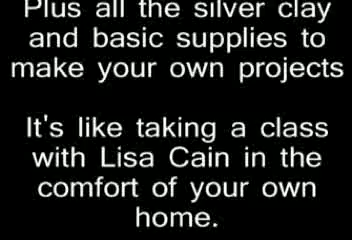 Plus all the silver clay
and basic supplies to
make your own projects
It's like taking a class
with Lisa Cain in the
comfort of your own
home.